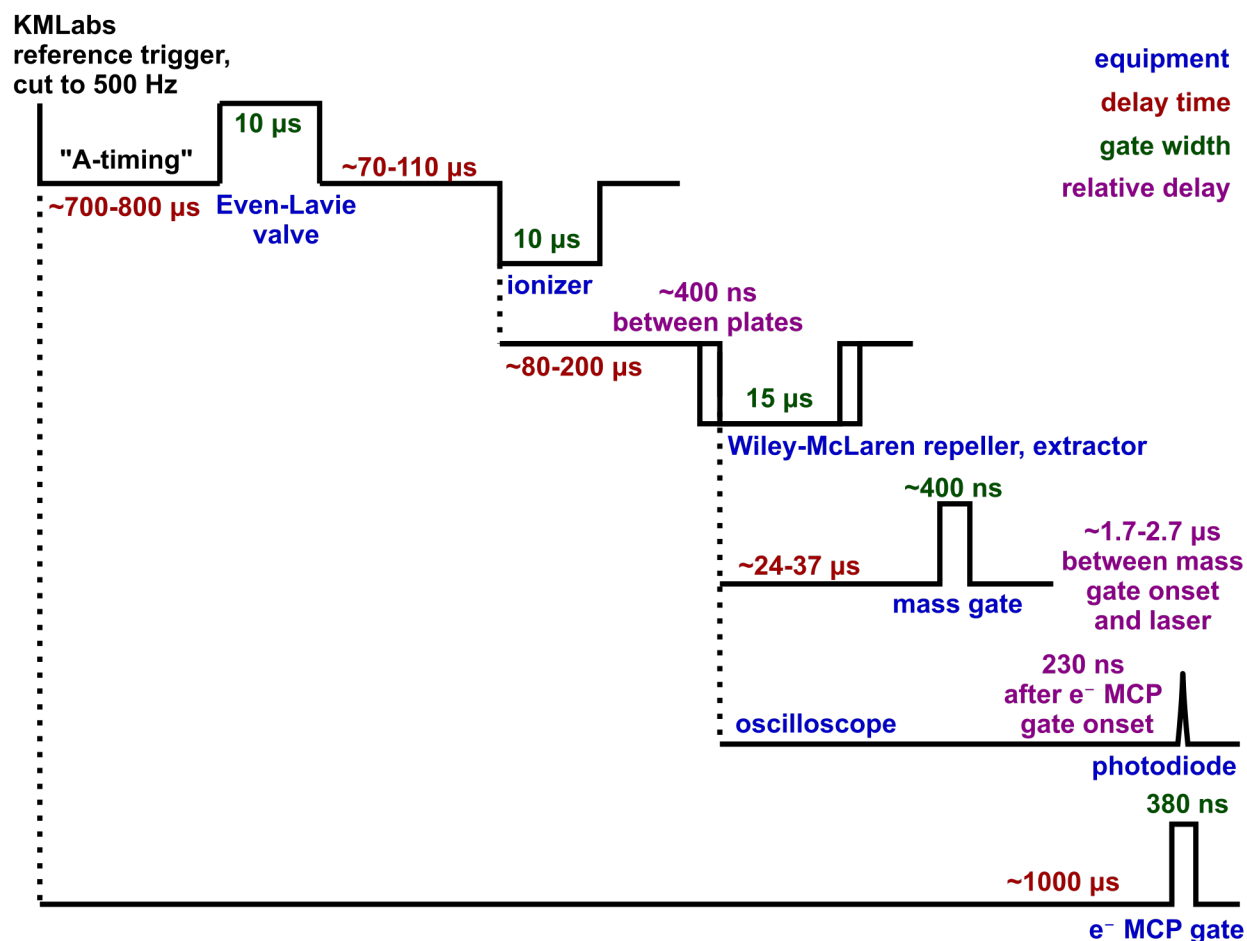 KMLabs
reference trigger,
cut to 500 Hz
equipment
delay time
gate width
relative delay
10 µs
"A-timing"
~700-800 µs
Even-Lavie
valve
~70-110 µs
10 µs
ionizer
~400 ns
between plates
~80-200 µs
15 µs
Wiley-McLaren repeller, extractor
~400 ns
~24-37 µs
mass gate
~1.7-2.7 µs
between mass
gate onset
and laser
230 ns
after e⁻ MCP
gate onset
oscilloscope
photodiode
380 ns
~1000 µs
e⁻ MCP gate